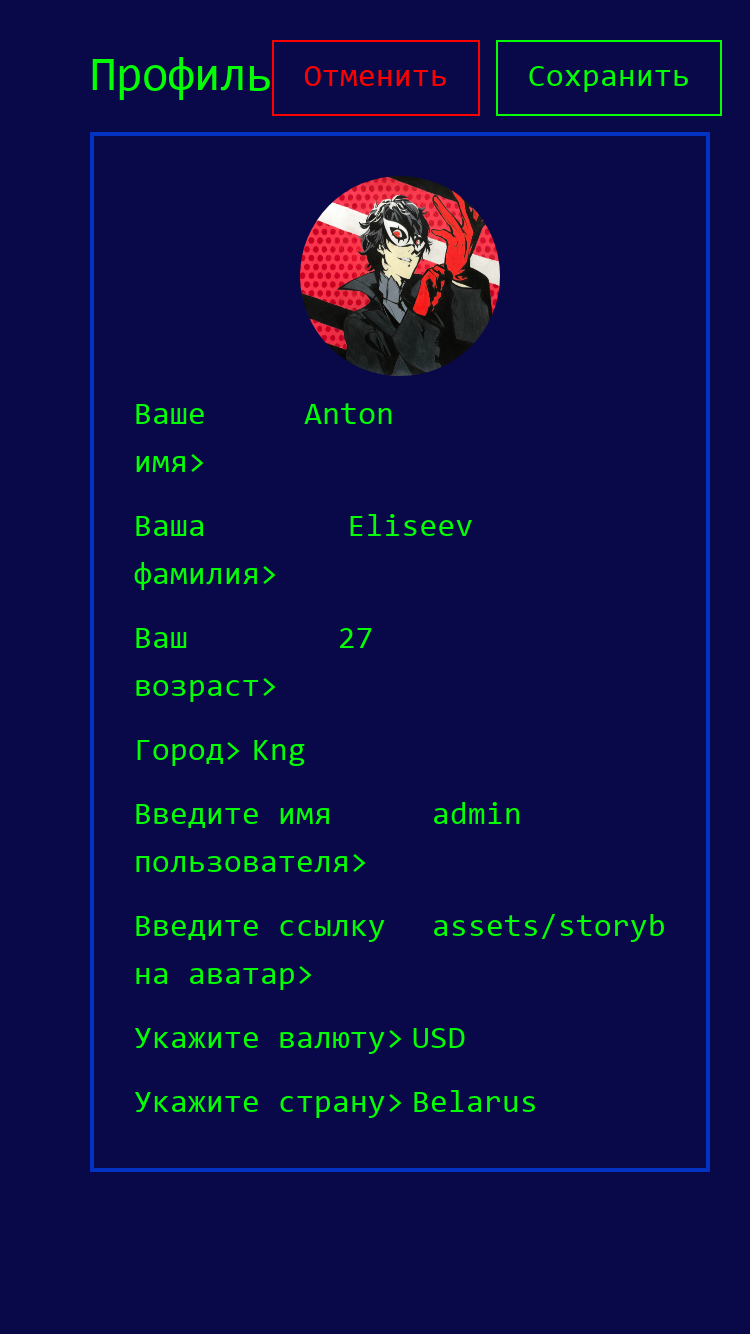 Профиль Отменить Сохранить
Ваше Anton
имя>
Ваша Eliseev
фамилия>
Ваш 27
возраст>
Город> Kng
Введите имя admin
пользователя>
Введите ссылку assets/storyb
на аватар>
Укажите валюту> USD
Укажите страну> Belarus